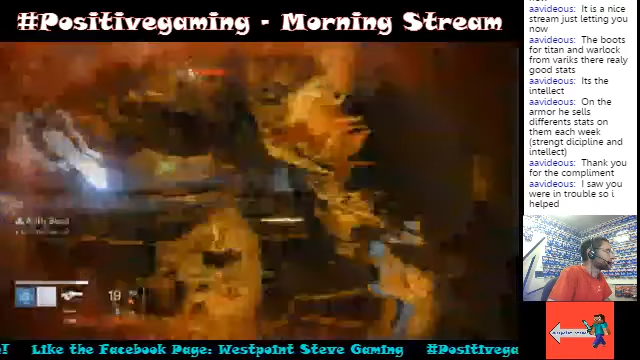 #Positivegaming - Morning Stream
now
aavideous: It is a nice
stream just letting you
now
aavideous: The boots
for titan and warlock
from variks there realy
good stats
aavideous: Its the
intellect
aavideous: On the
armor he sells
differents stats on
them each week
(strengt dicipline and
intellect)
aavideous: Thank you
for the compliment
aavideous: I saw you
were in trouble so i
helped
19
Like the Facebook Page: Westpoint Steve Gaming #Positivega